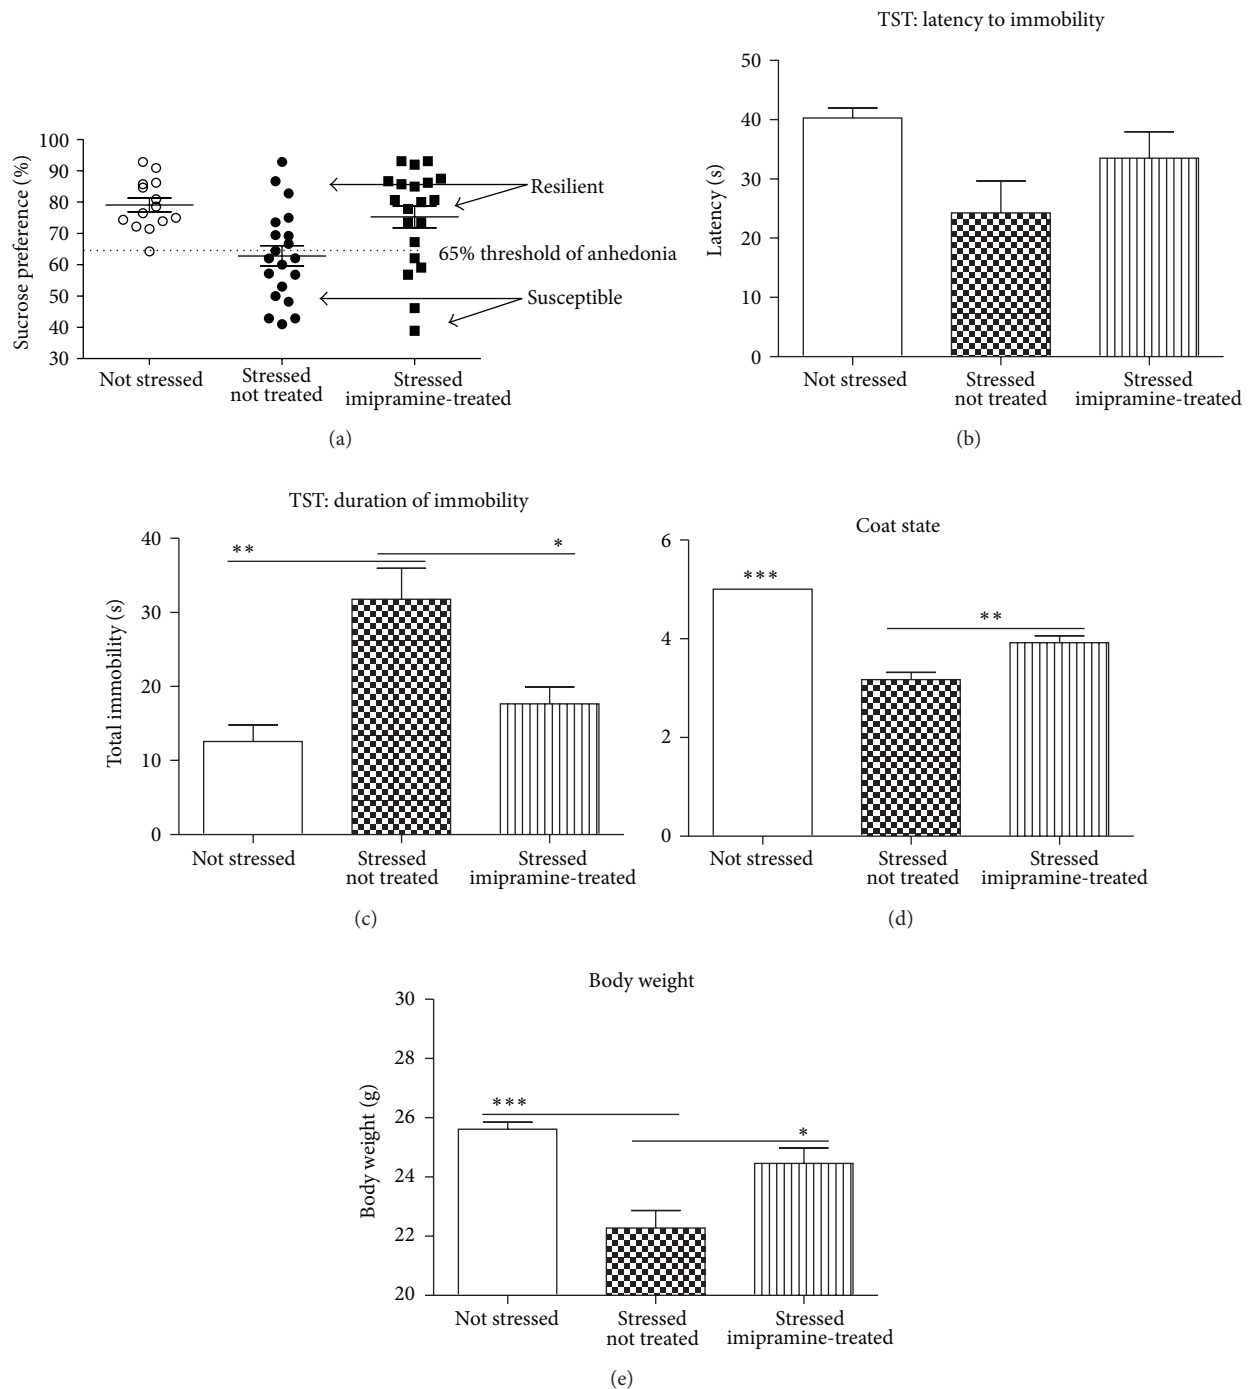 Sucrose preference (%)
100
90
80
70
60
50
40
30
Resilient
65% threshold of anhedonia
Susceptible
Not stressed
Stressed
not treated
Stressed
imipramine-treated
(a)
TST: latency to immobility
Latency (s)
50
40
30
20
10
0
Not stressed
Stressed
not treated
Stressed
imipramine-treated
(b)
TST: duration of immobility
Total immobility (s)
40
30
20
10
0
**
*
Not stressed
Stressed
not treated
Stressed
imipramine-treated
(c)
Coat state
6
4
2
0
***
**
Not stressed
Stressed
not treated
Stressed
imipramine-treated
(d)
Body weight
Body weight (g)
30
28
26
24
22
20
***
*
Not stressed
Stressed
not treated
Stressed
imipramine-treated
(e)